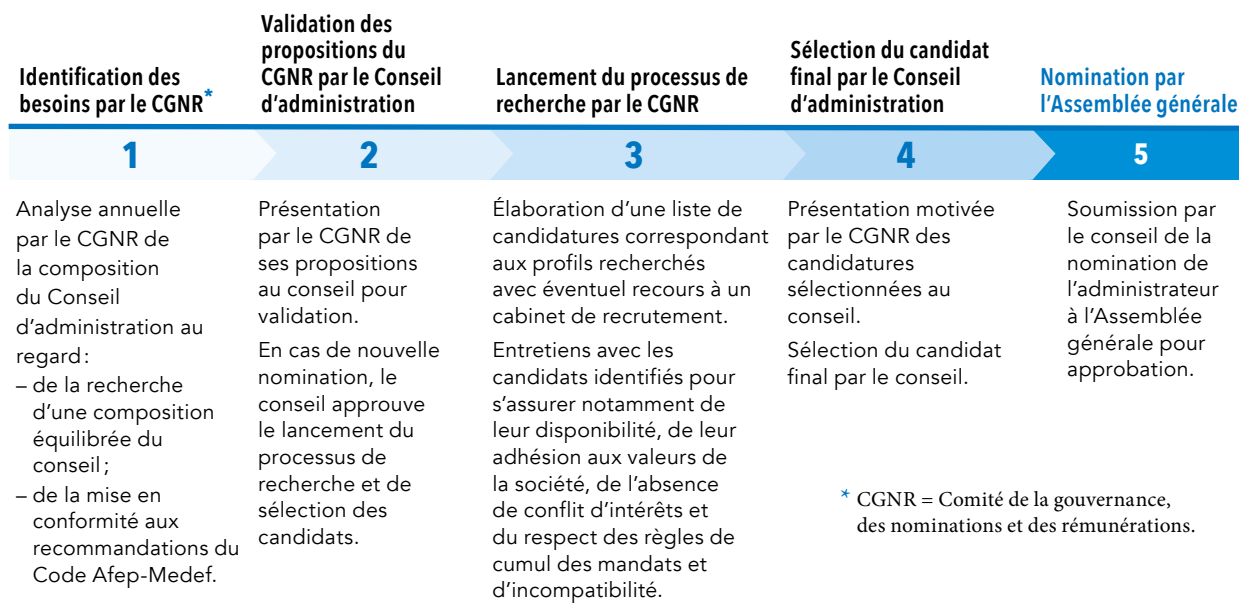 Identification des
besoins par le CGNR*
Validation des
propositions du
CGNR par le Conseil
d'administration
Lancement du processus de
recherche par le CGNR
Sélection du candidat
final par le Conseil
d'administration
Nomination par
l'Assemblée générale
1
2
3
4
5
Analyse annuelle
par le CGNR de
la composition
du Conseil
d'administration au
regard :
– de la recherche
d'une composition
équilibrée du
conseil ;
– de la mise en
conformité aux
recommandations du
Code Afep-Medef.
Présentation
par le CGNR de
ses propositions
au conseil pour
validation.
En cas de nouvelle
nomination, le
conseil approuve
le lancement du
processus de
recherche et de
sélection des
candidats.
Élaboration d'une liste de
candidatures correspondant
aux profils recherchés
avec éventuel recours à un
cabinet de recrutement.
Entretiens avec les
candidats identifiés pour
s'assurer notamment de
leur disponibilité, de leur
adhésion aux valeurs de
la société, de l'absence
de conflit d'intérêts et
du respect des règles de
cumul des mandats et
d'incompatibilité.
Présentation motivée
par le CGNR des
candidatures
sélectionnées au
conseil.
Sélection du candidat
final par le conseil.
Soumission par
le conseil de la
nomination de
l'administrateur
à l'Assemblée
générale pour
approbation.
* CGNR = Comité de la gouvernance,
des nominations et des rémunérations.